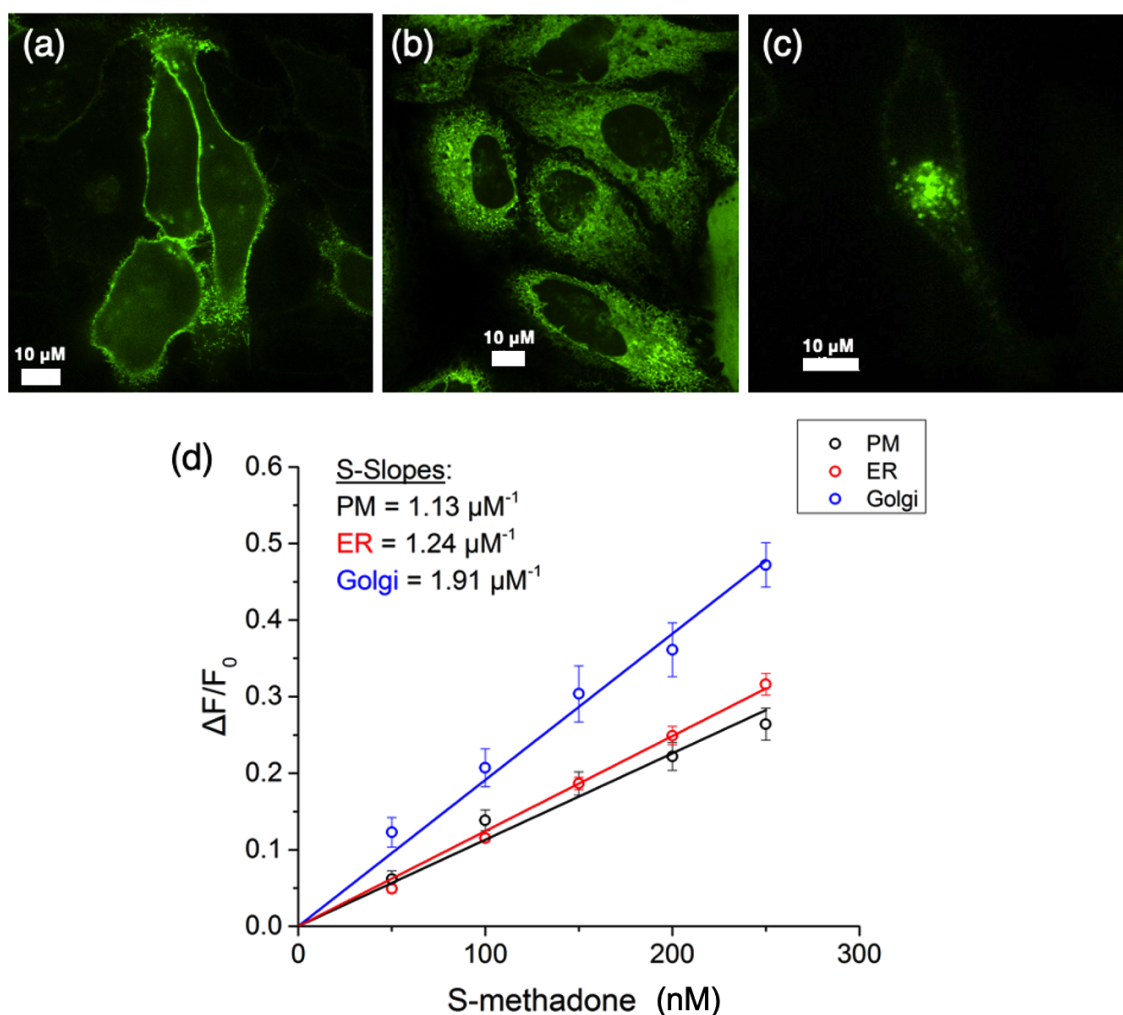 (a)
(b)
(c)
10 µM
10 µM
10 µM
(d)
PM
ER
Golgi
S-Slopes:
PM = 1.13 µM⁻¹
ER = 1.24 µM⁻¹
Golgi = 1.91 µM⁻¹
0.6
0.5
0.4
0.3
0.2
0.1
0.0
ΔF/F₀
0
100
200
300
S-methadone (nM)